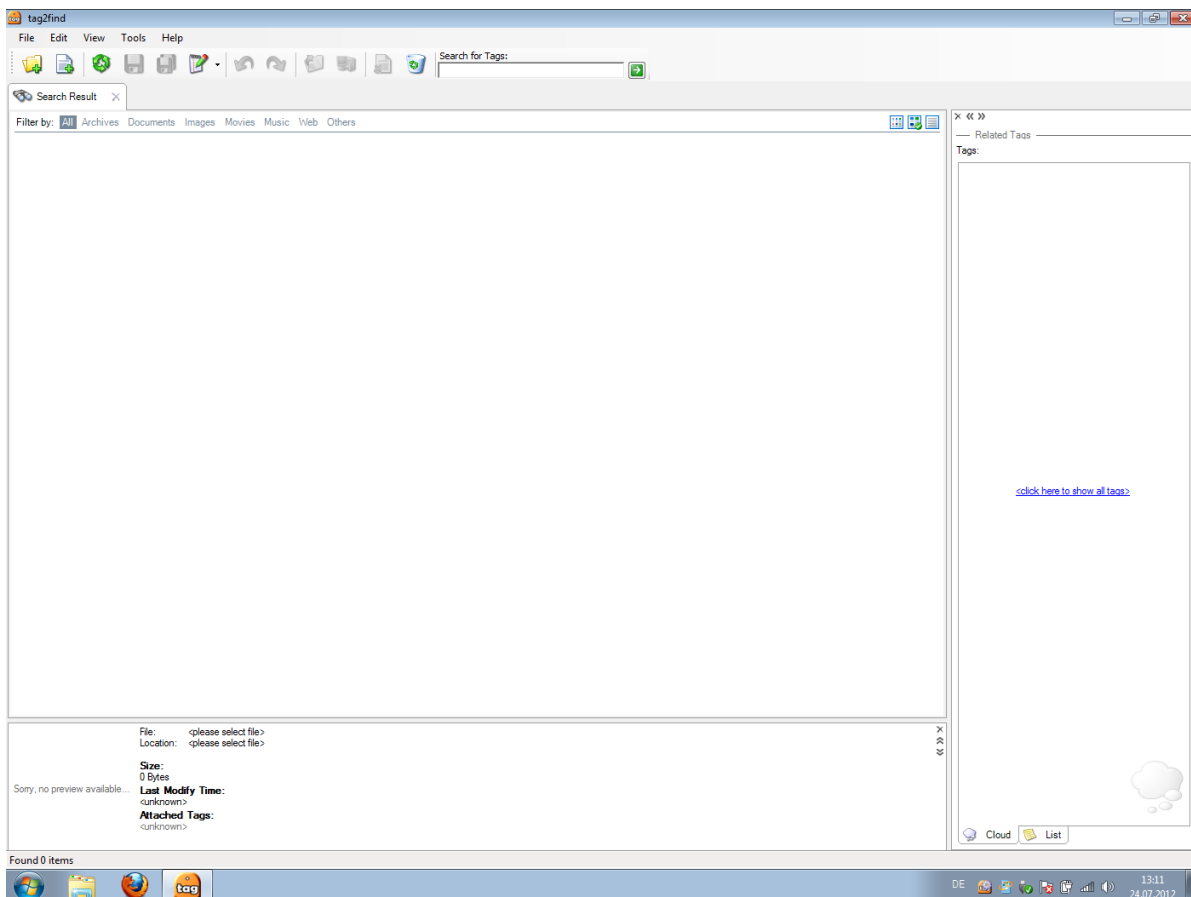 tag2find
File Edit View Tools Help
Search for Tags:
Search Result
Filter by: All Archives Documents Images Movies Music Web Others
Related Tags
Tags:
<click here to show all tags>
File: <please select file>
Location: <please select file>
Size:
0 Bytes
Sorry, no preview available...
Last Modify Time:
<unknown>
Attached Tags:
<unknown>
Cloud List
Found 0 items
tag
DE
13:11
24.07.2012